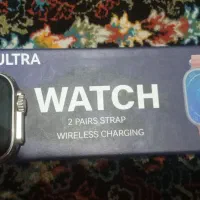 ULTRA
WATCH
2 PAIRS STRAP
WIRELESS CHARGING